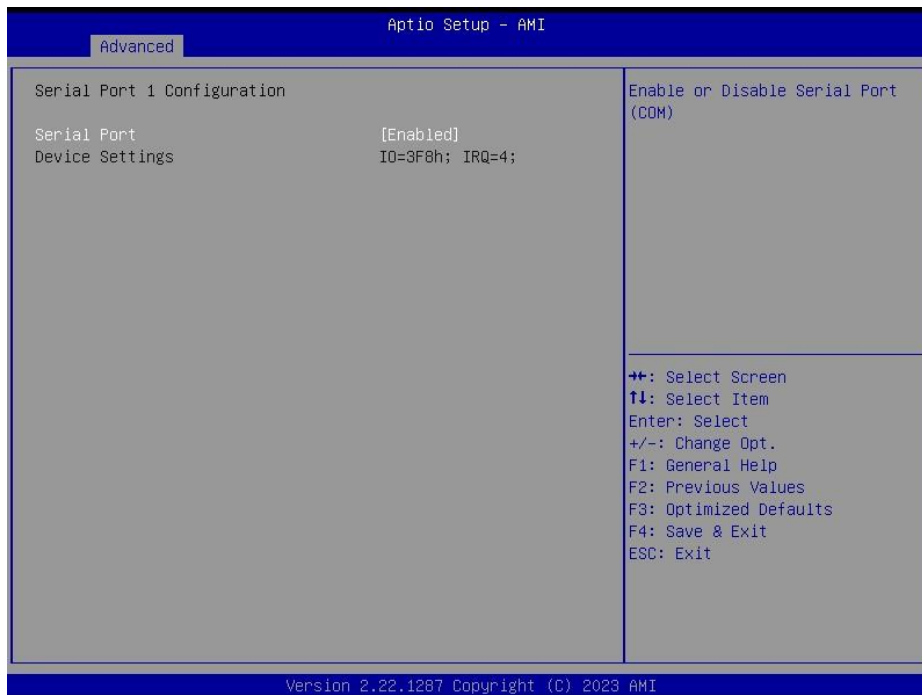 Aptio Setup - AMI
Advanced
Serial Port 1 Configuration
Serial Port [Enabled]
Device Settings IO=3F8h; IRQ=4;
Enable or Disable Serial Port
(COM)
→←: Select Screen
↑↓: Select Item
Enter: Select
+/-: Change Opt.
F1: General Help
F2: Previous Values
F3: Optimized Defaults
F4: Save & Exit
ESC: Exit
Version 2.22.1287 Copyright (C) 2023 AMI